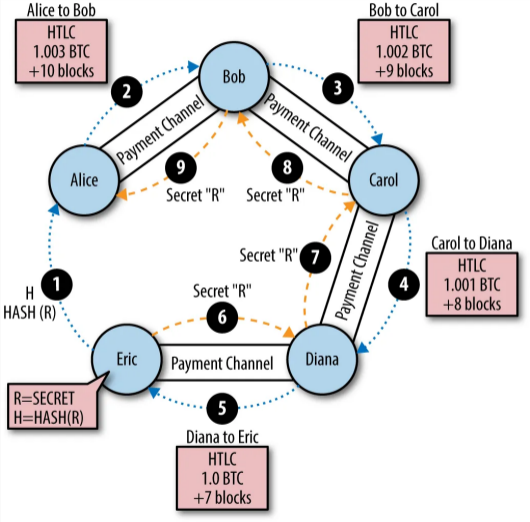 Alice to Bob
HTLC
1.003 BTC
+10 blocks
Bob to Carol
HTLC
1.002 BTC
+9 blocks
2
Bob
3
Payment Channel
Payment Channel
Alice
9
Secret "R"
8
Secret "R"
Carol
1
H
HASH (R)
Secret "R"
7
Payment Channel
4
Carol to Diana
HTLC
1.001 BTC
+8 blocks
Secret "R"
6
Eric
Payment Channel
Diana
R=SECRET
H=HASH(R)
5
Diana to Eric
HTLC
1.0 BTC
+7 blocks